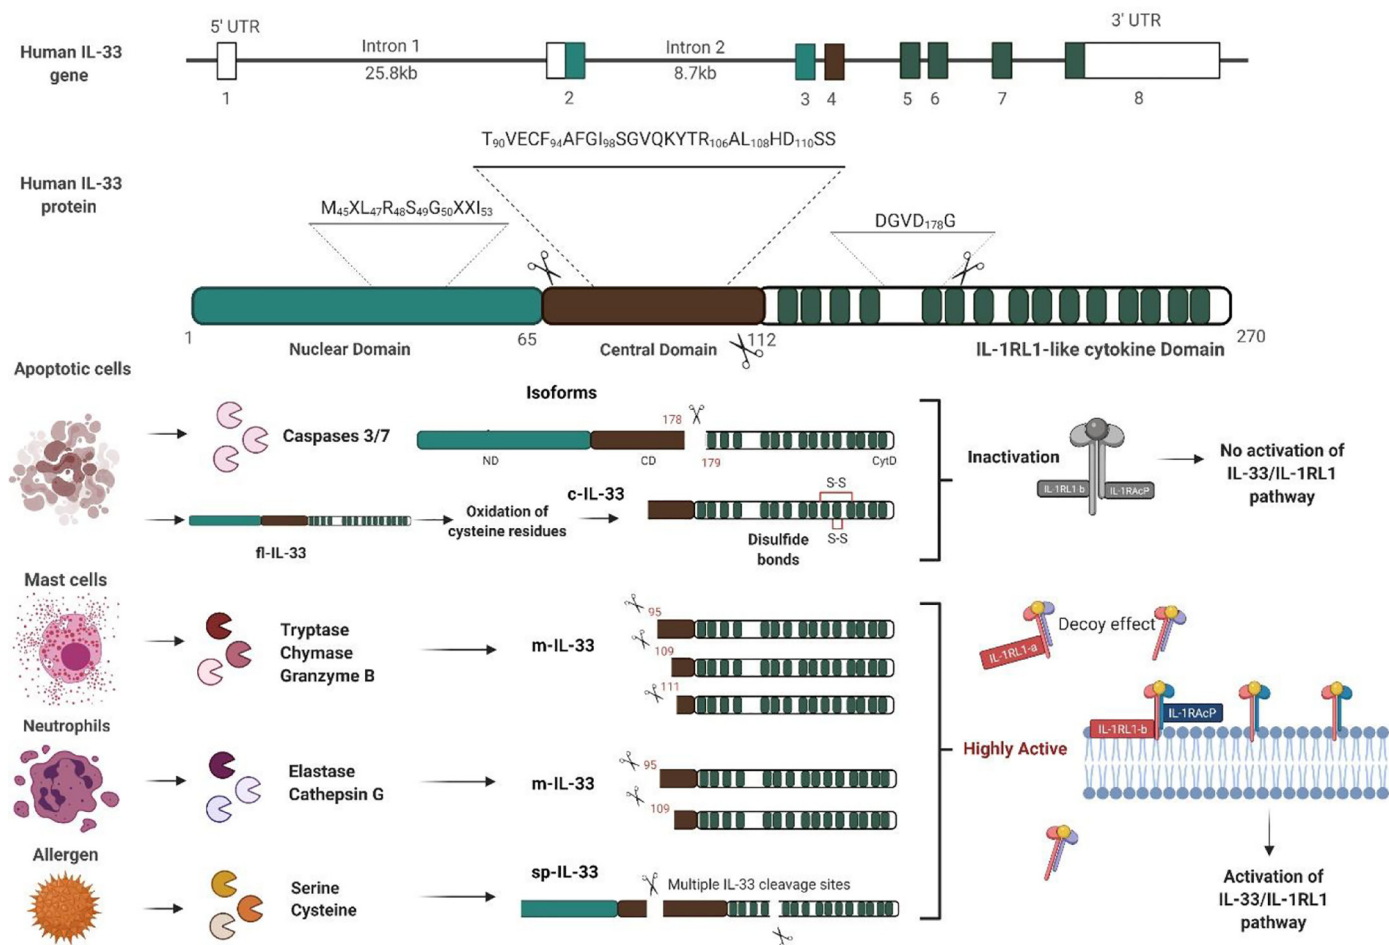 5' UTR
3' UTR
Human IL-33
gene
Intron 1
25.8kb
Intron 2
8.7kb
1
2
3
4
5
6
7
8
T₉₀VECF₉₄AFGI₉₈SGVQKYTR₁₀₆AL₁₀₈HD₁₁₀SS
Human IL-33
protein
M₄₅XL₄₇R₄₈S₄₉G₅₀XXI₅₃
DGVD₁₇₈G
1
65
112
270
Nuclear Domain
Central Domain
IL-1RL1-like cytokine Domain
Apoptotic cells
Isoforms
Caspases 3/7
178
179
ND
CD
CytD
Inactivation
IL-1RL1 b
IL-1RAcP
No activation of
IL-33/IL-1RL1
pathway
fl-IL-33
Oxidation of
cysteine residues
c-IL-33
S-S
Disulfide
bonds
S-S
Mast cells
Tryptase
Chymase
Granzyme B
m-IL-33
95
109
111
Decoy effect
IL-1RL1-a
IL-1RAcP
IL-1RL1-b
Highly Active
Neutrophils
Elastase
Cathepsin G
m-IL-33
95
109
Allergen
Serine
Cysteine
sp-IL-33
Multiple IL-33 cleavage sites
Activation of
IL-33/IL-1RL1
pathway